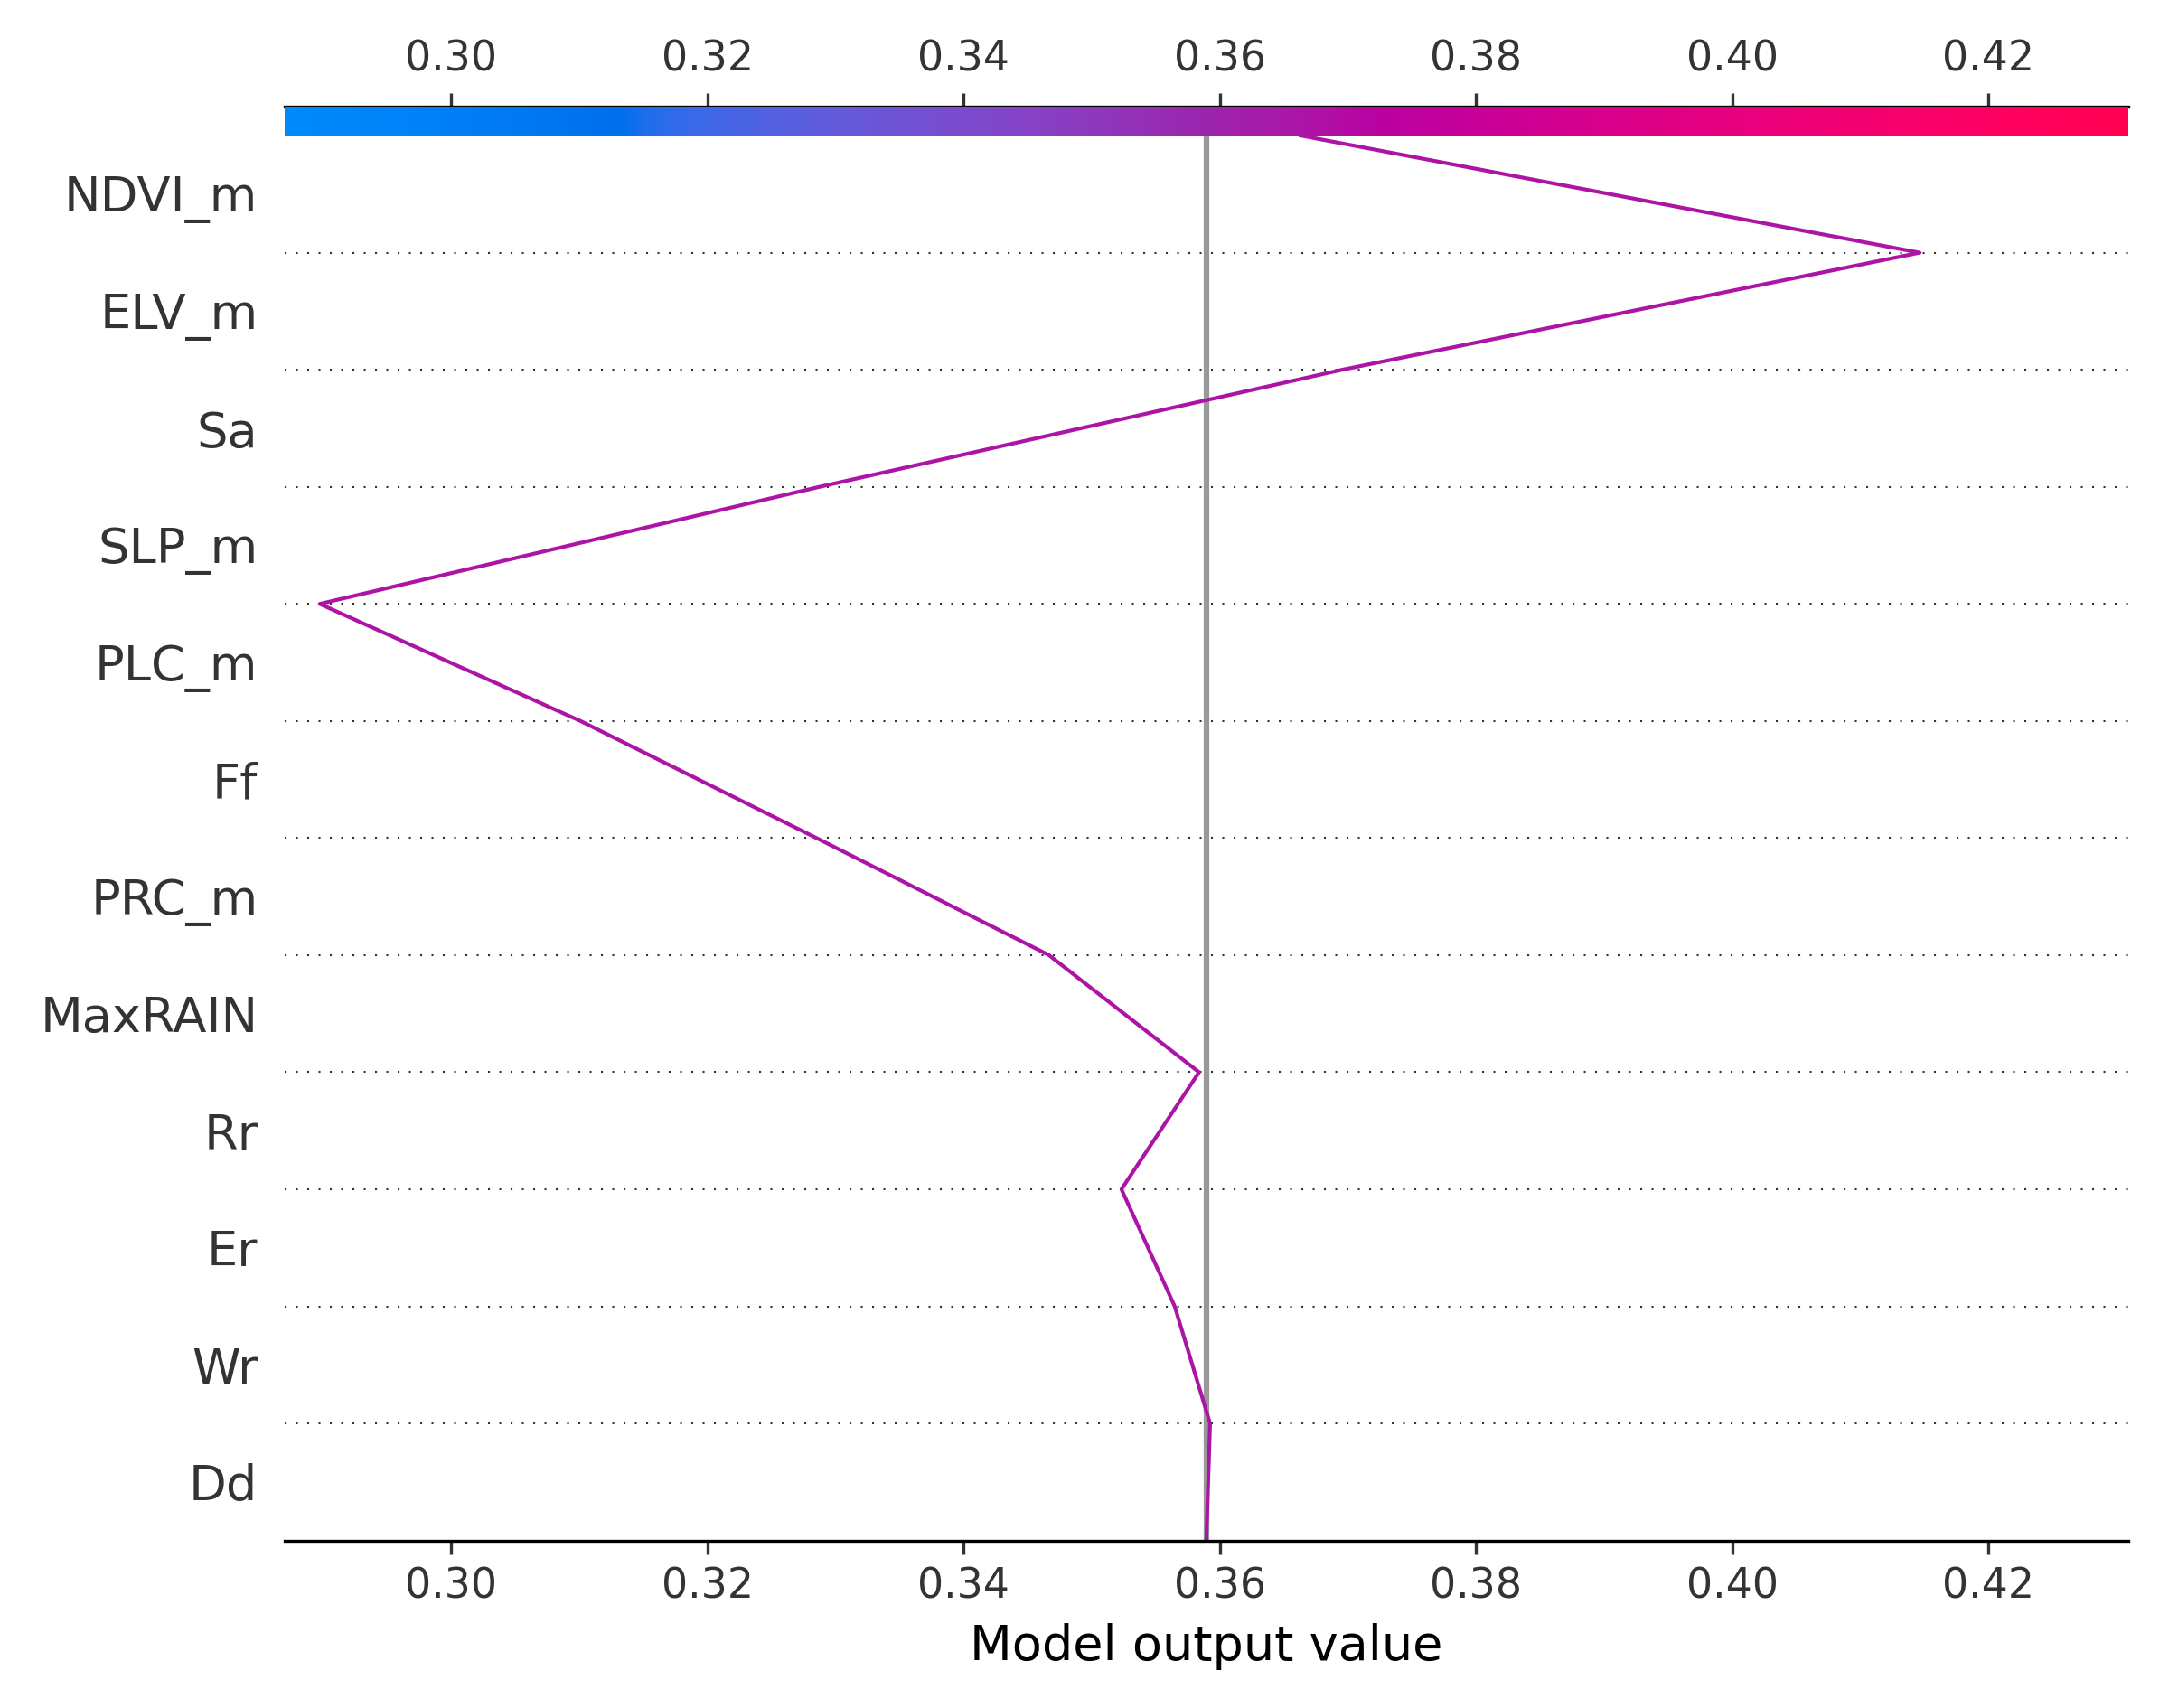 0.30 0.32 0.34 0.36 0.38 0.40 0.42
NDVI_m
ELV_m
Sa
SLP_m
PLC_m
Ff
PRC_m
MaxRAIN
Rr
Er
Wr
Dd
0.30 0.32 0.34 0.36 0.38 0.40 0.42
Model output value